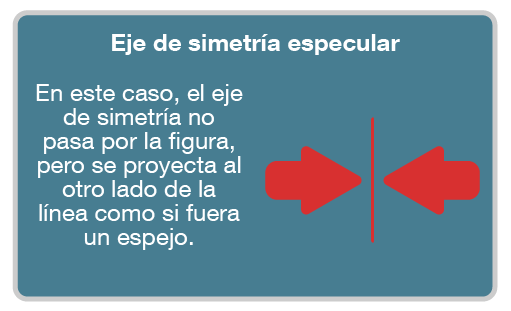 Eje de simetría especular
En este caso, el eje
de simetría no
pasa por la figura,
pero se proyecta al
otro lado de la
línea como si fuera
un espejo.